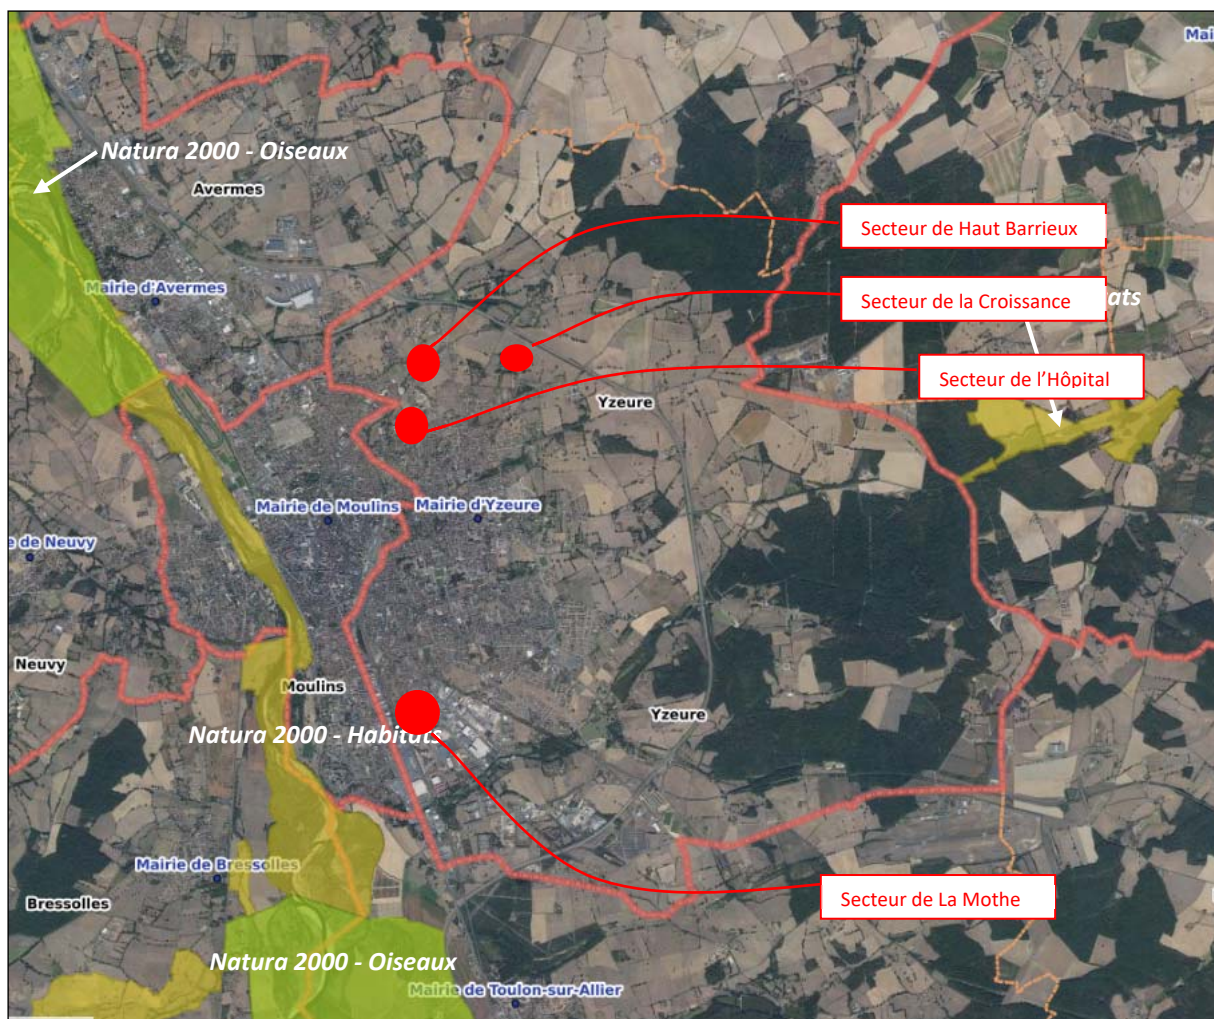 Mai
Natura 2000 - Oiseaux
Avermes
Secteur de Haut Barrieux
Mairie d'Avermes
Secteur de la Croissance
ats
Secteur de l'Hôpital
Yzeure
Mairie de Moulins
Mairie d'Yzeure
e de Neuvy
Neuvy
Moulins
Yzeure
Natura 2000 - Habitats
Mairie de Bressolles
Secteur de La Mothe
Bressolles
Natura 2000 - Oiseaux
Mairie de Toulon-sur-Allier